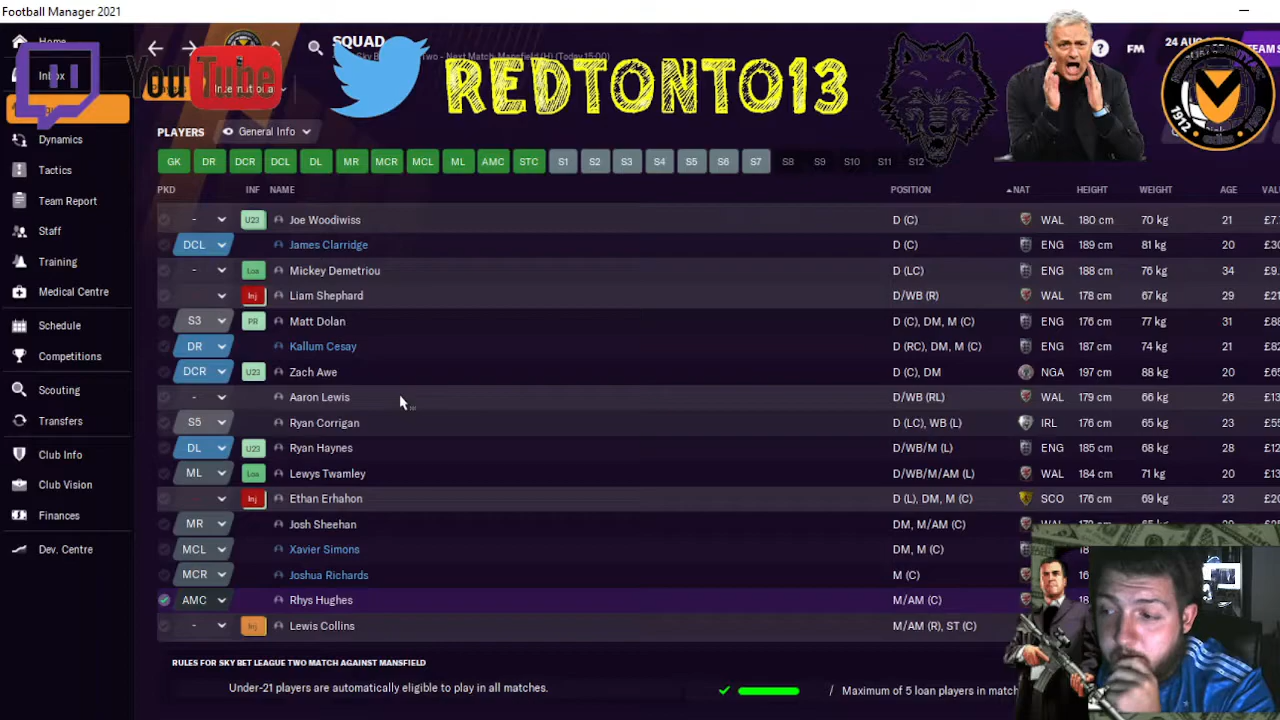 Football Manager 2021
Home
SQUAD
Next Match: Mansfield (H) (Today 15:00)
24 AUG
FM
Inbox
YouTube
International
REDTONTO13
1912
PLAYERS General Info
Dynamics
GK DR DCR DCL DL MR MCR MCL ML AMC STC S1 S2 S3 S4 S5 S6 S7 S8 S9 S10 S11 S12
Tactics
PKD INF NAME POSITION NAT HEIGHT WEIGHT AGE
Team Report
Staff
Training
Medical Centre
Schedule
Competitions
Scouting
Transfers
Club Info
Club Vision
Finances
Dev. Centre
- U23 Joe Woodiwiss D (C) WAL 180 cm 70 kg 21 £7.
DCL James Clarridge D (C) ENG 189 cm 81 kg 20
- Loa Mickey Demetriou D (LC) ENG 188 cm 76 kg 34 £9.
Inj Liam Shephard D/WB (R) WAL 178 cm 67 kg 29
S3 PR Matt Dolan D (C), DM, M (C) ENG 176 cm 77 kg 31
DR Kallum Cesay D (RC), DM, M (C) ENG 187 cm 74 kg 21
DCR U23 Zach Awe D (C), DM NGA 197 cm 88 kg 20
- Aaron Lewis D/WB (RL) WAL 179 cm 66 kg 26
S5 Ryan Corrigan D (LC), WB (L) IRL 176 cm 65 kg 23
DL U23 Ryan Haynes D/WB/M (L) ENG 185 cm 68 kg 28
ML Loa Lewys Twamley D/WB/M/AM (L) WAL 184 cm 71 kg 20
Inj Ethan Erhahon D (L), DM, M (C) SCO 176 cm 69 kg 23
MR Josh Sheehan DM, M/AM (C)
MCL Xavier Simons DM, M (C)
MCR Joshua Richards M (C)
AMC Rhys Hughes M/AM (C)
- Inj Lewis Collins M/AM (R), ST (C)
RULES FOR SKY BET LEAGUE TWO MATCH AGAINST MANSFIELD
Under-21 players are automatically eligible to play in all matches.
/ Maximum of 5 loan players in match